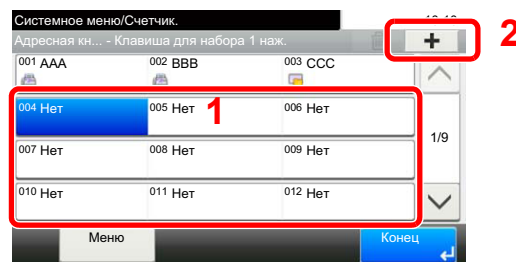 Системное меню/Счетчик.
Адресная кн... - Клавиша для набора 1 наж.
+
2
001 AAA
002 BBB
003 CCC
004 Нет
005 Нет
1
006 Нет
1/9
007 Нет
008 Нет
009 Нет
010 Нет
011 Нет
012 Нет
Меню
Конец